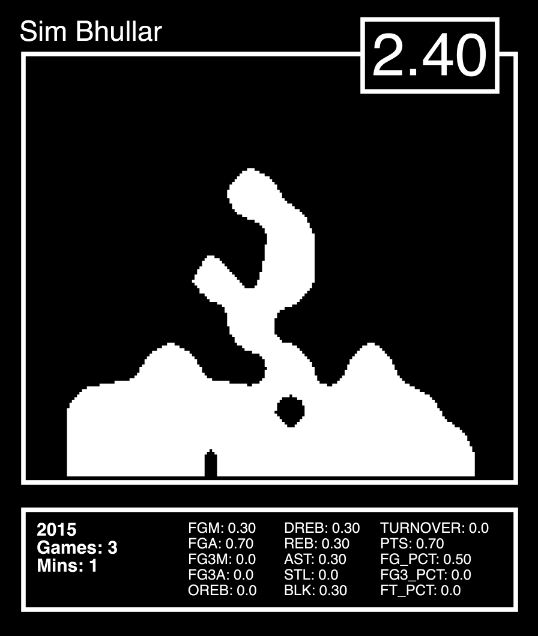 Sim Bhullar
2.40
2015
Games: 3
Mins: 1
FGM: 0.30
FGA: 0.70
FG3M: 0.0
FG3A: 0.0
OREB: 0.0
DREB: 0.30
REB: 0.30
AST: 0.30
STL: 0.0
BLK: 0.30
TURNOVER: 0.0
PTS: 0.70
FG_PCT: 0.50
FG3_PCT: 0.0
FT_PCT: 0.0